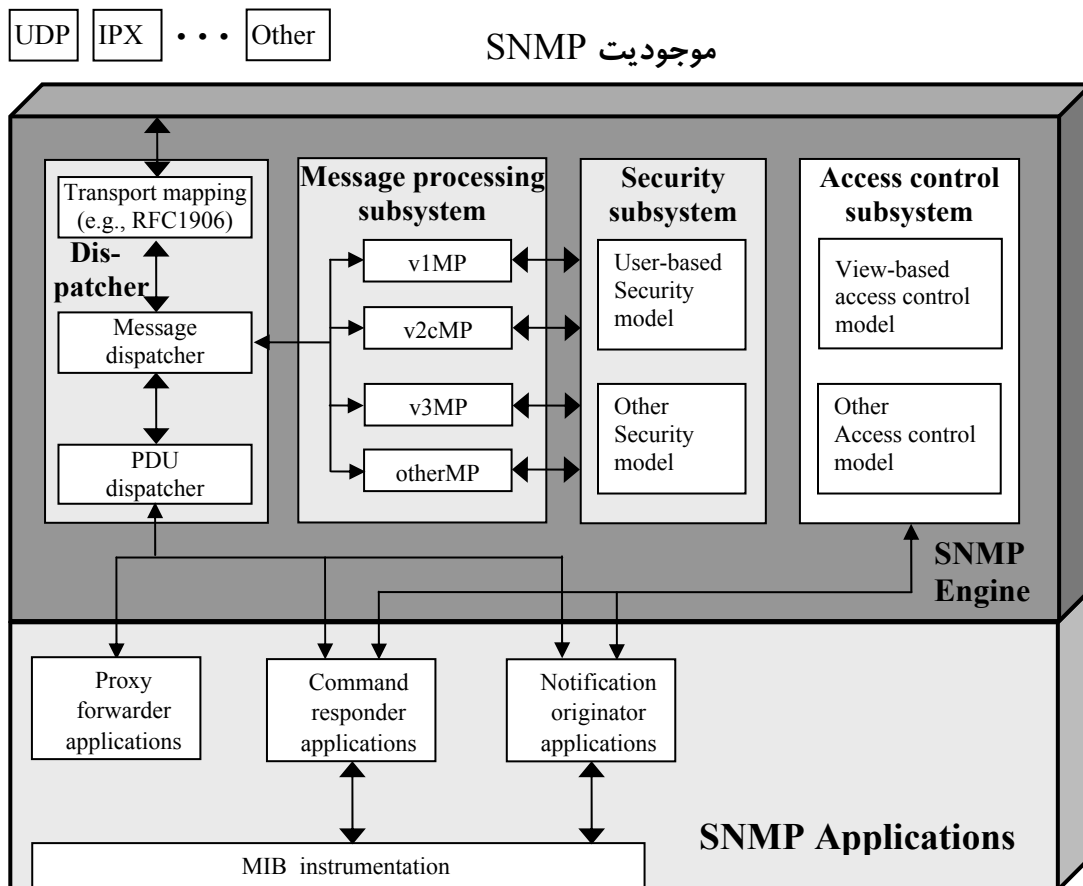 UDP IPX • • • Other
موجودیت SNMP
Transport mapping
(e.g., RFC1906)
Dis-
patcher
Message
dispatcher
PDU
dispatcher
Message processing
subsystem
v1MP
v2cMP
v3MP
otherMP
Security
subsystem
User-based
Security
model
Other
Security
model
Access control
subsystem
View-based
access control
model
Other
Access control
model
SNMP
Engine
Proxy
forwarder
applications
Command
responder
applications
Notification
originator
applications
MIB instrumentation
SNMP Applications